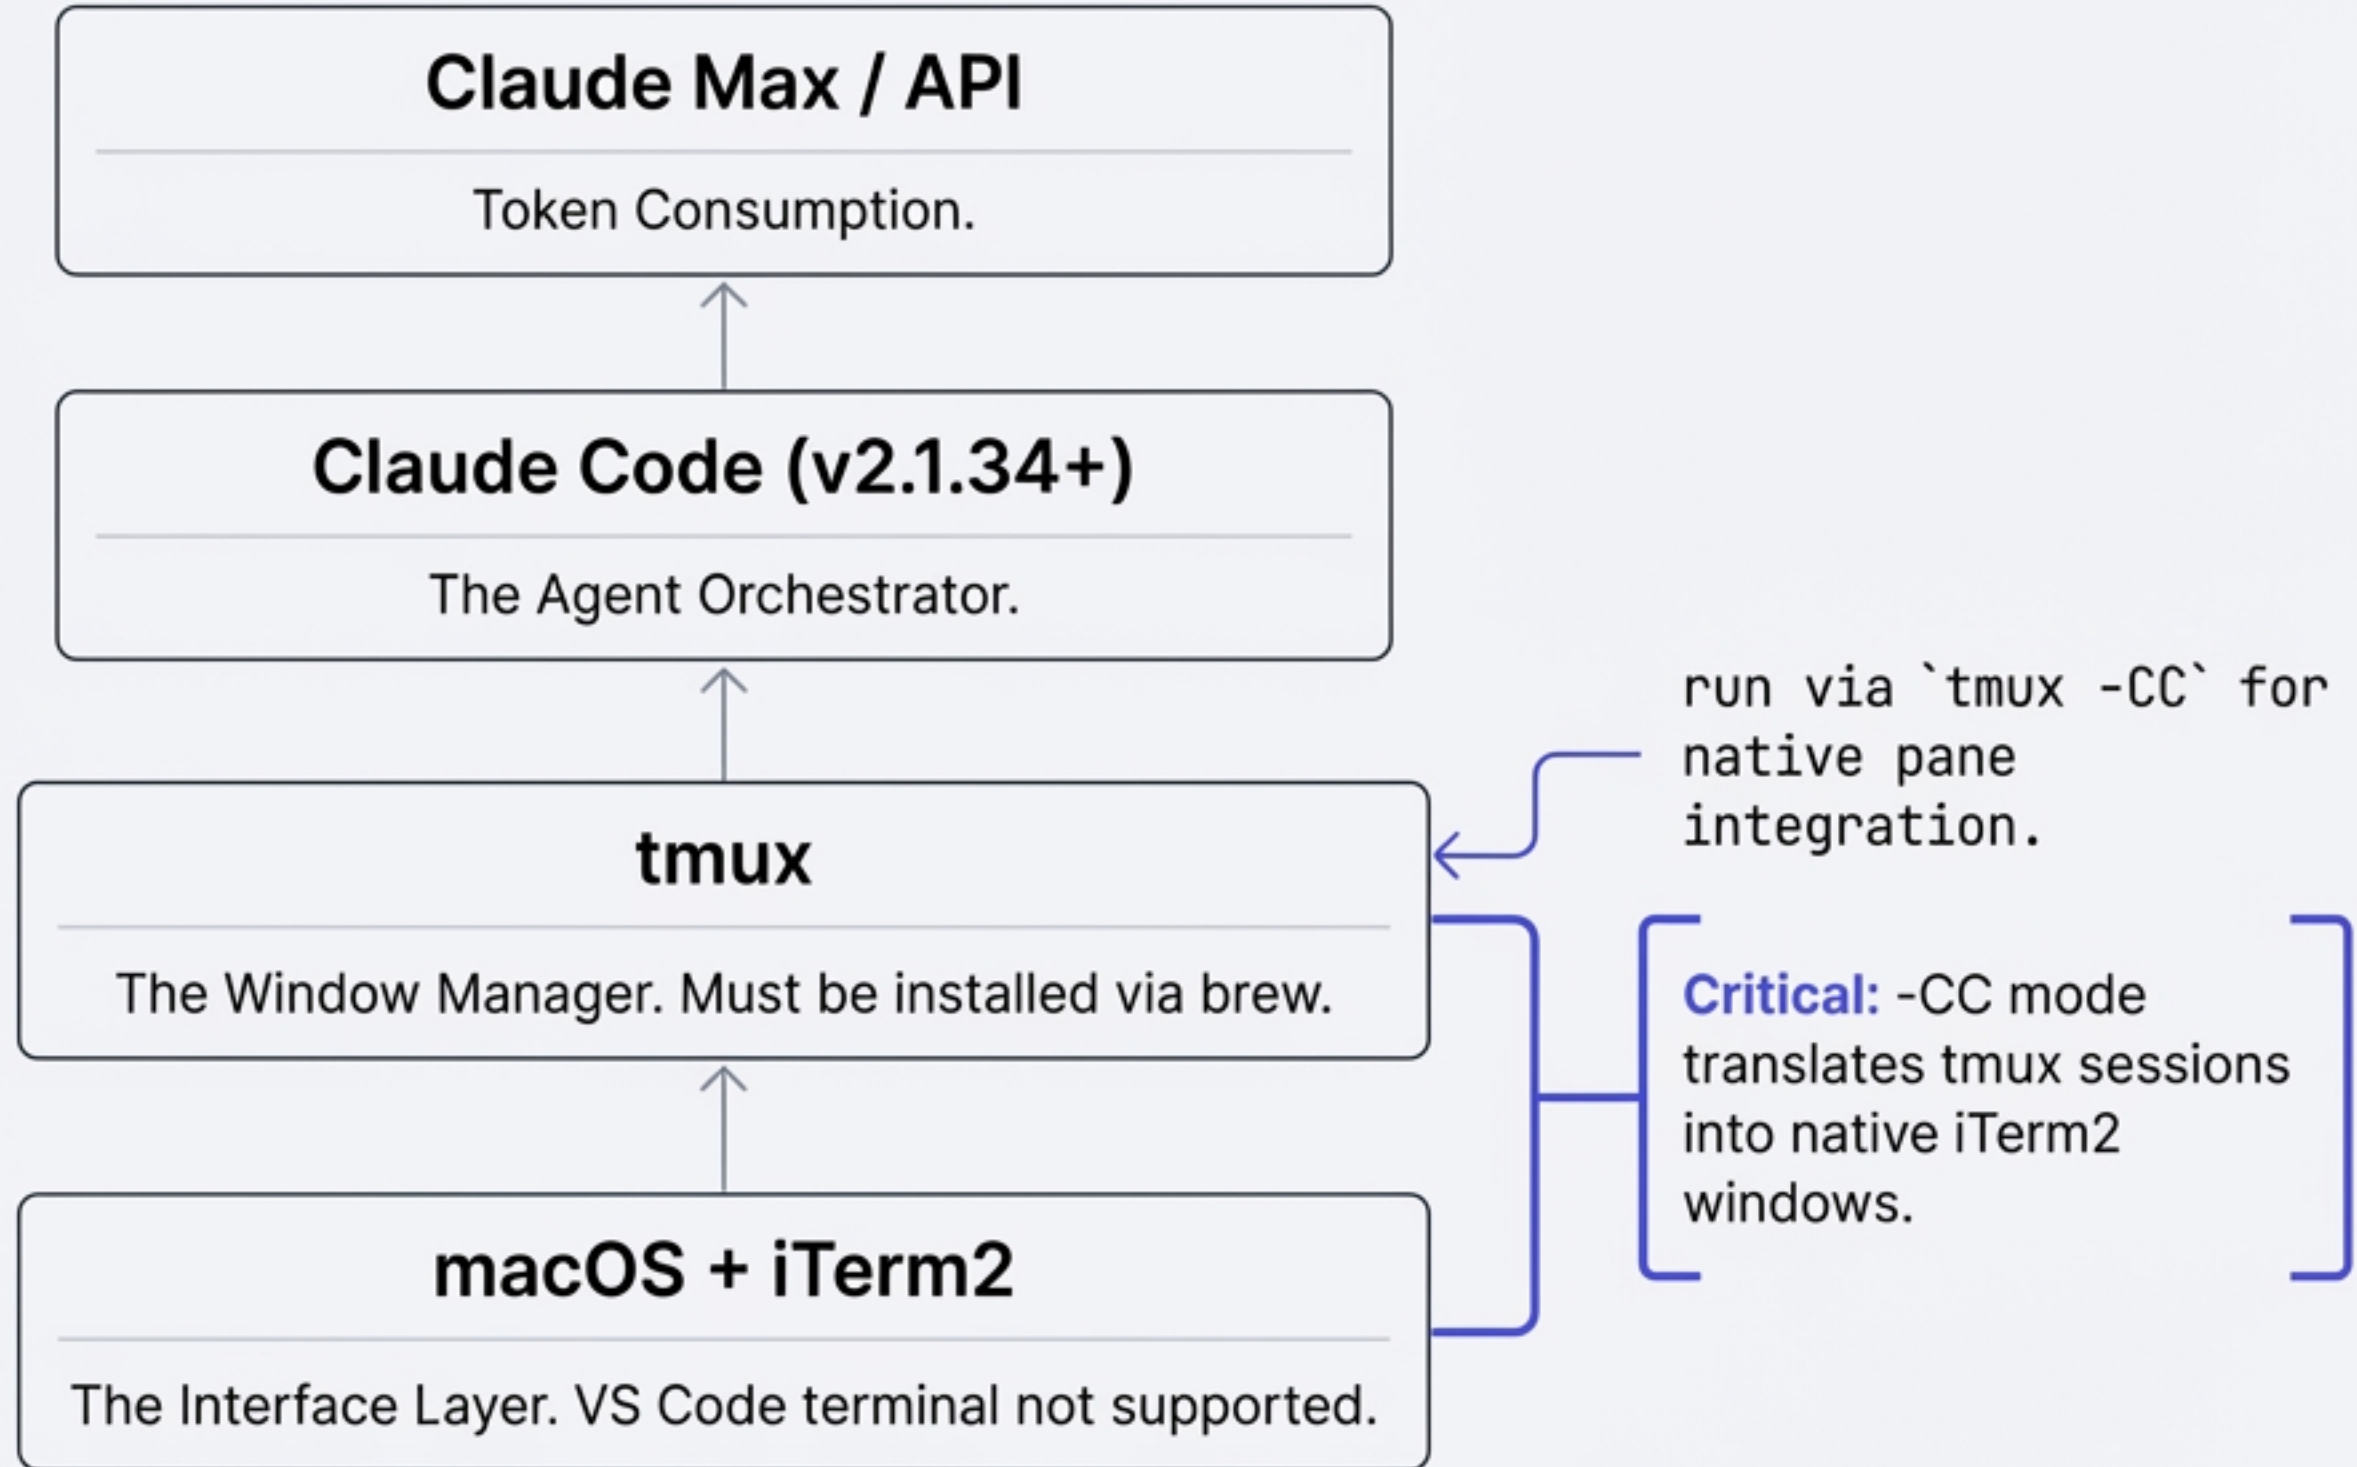 Claude Max / API
Token Consumption.
Claude Code (v2.1.34+)
The Agent Orchestrator.
run via `tmux -CC` for
native pane
integration.
tmux
The Window Manager. Must be installed via brew.
Critical: -CC mode
translates tmux sessions
into native iTerm2
windows.
macOS + iTerm2
The Interface Layer. VS Code terminal not supported.